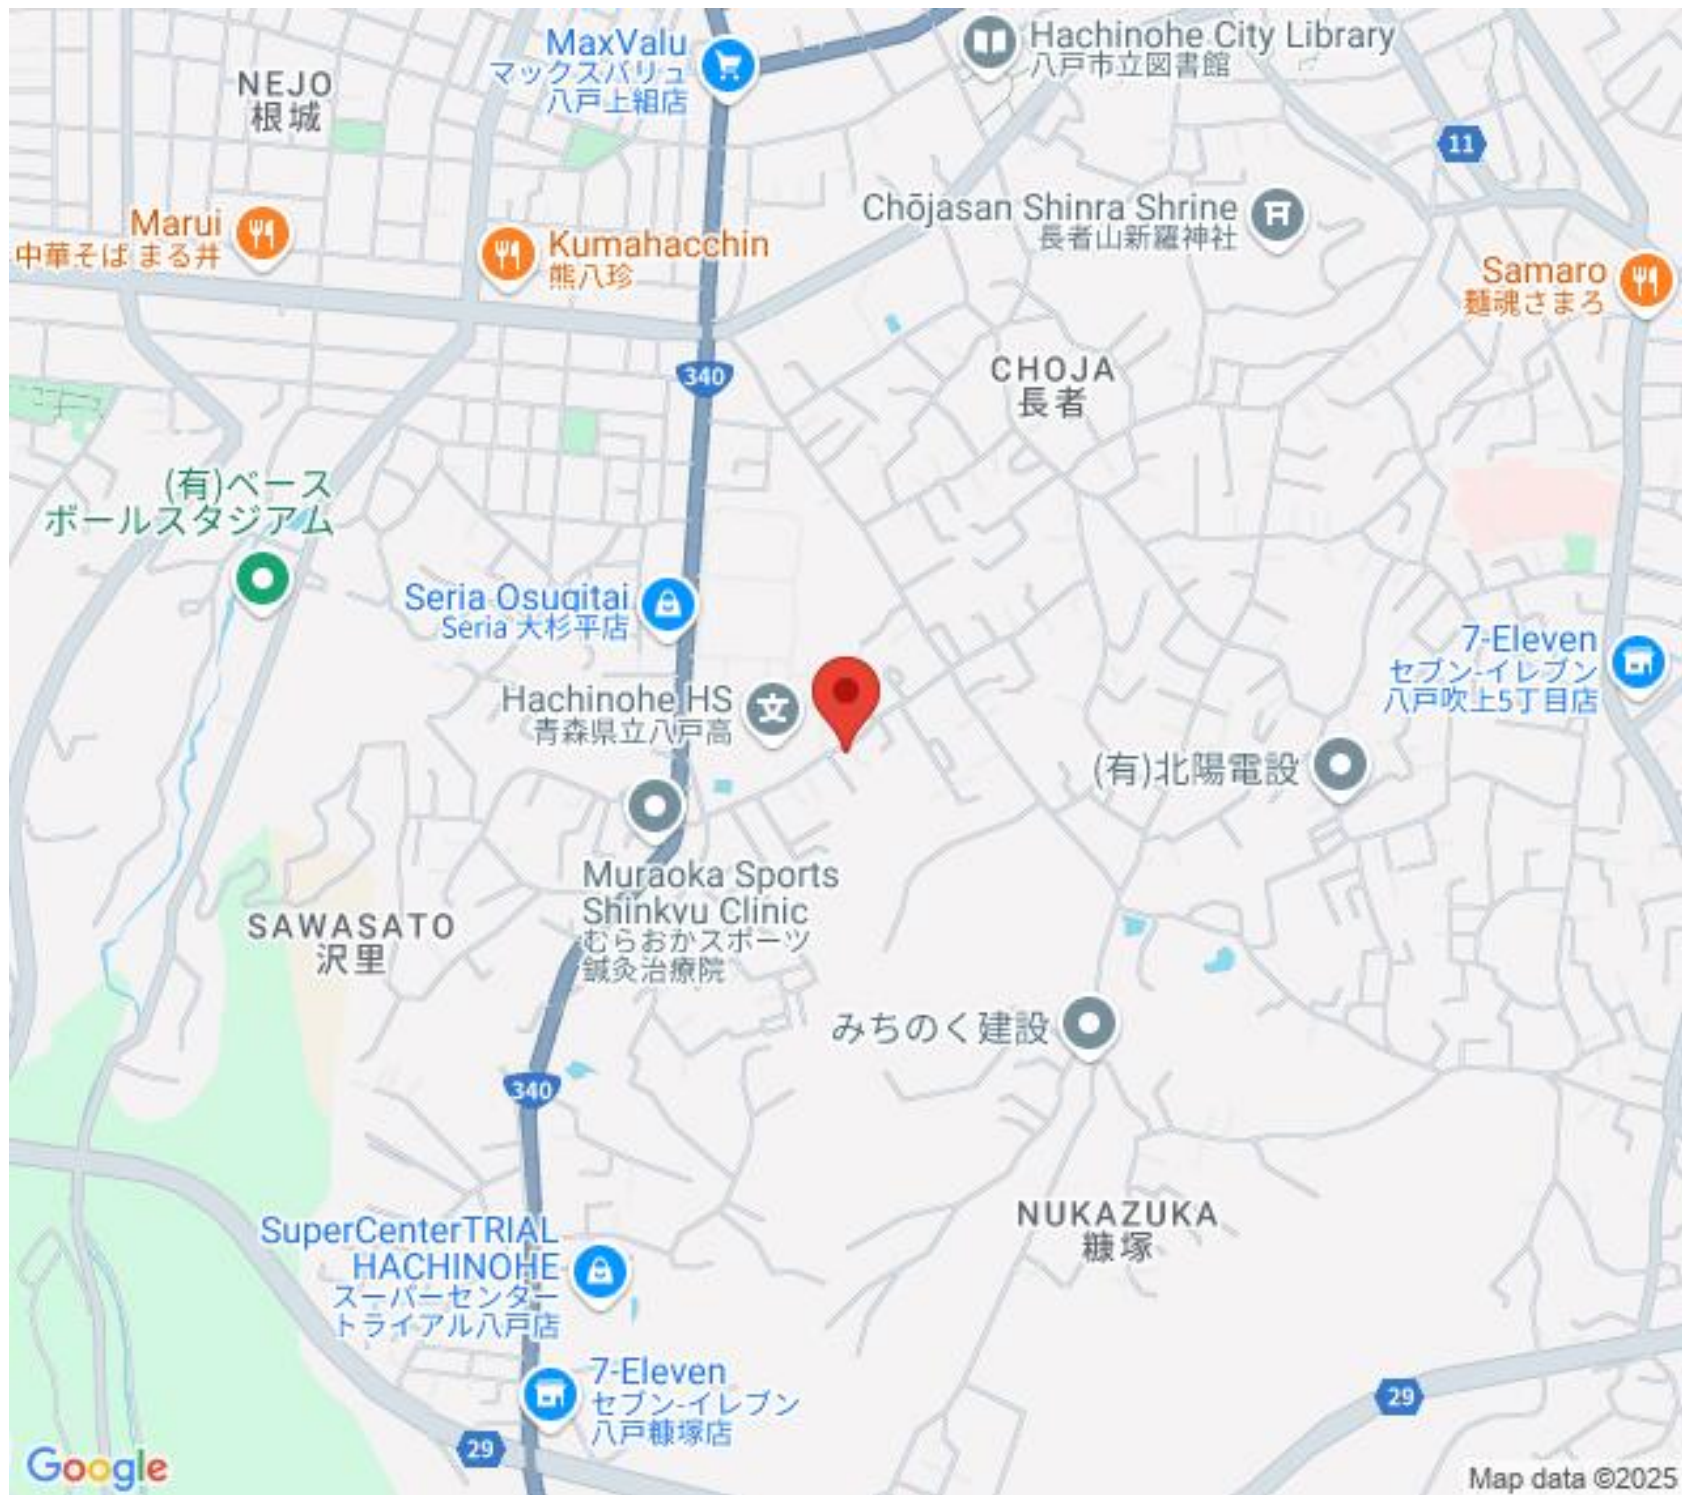 MaxValu
マックスバリュ
八戸上組店
Hachinohe City Library
八戸市立図書館
NEJO
根城
11
Marui
中華そば まる井
Kumahacchin
熊八珍
Chōjasan Shinra Shrine
長者山新羅神社
Samaro
麺魂さまろ
340
CHOJA
長者
(有)ベース
ボールスタジアム
Seria Osugitai
Seria 大杉平店
7-Eleven
セブン-イレブン
八戸吹上5丁目店
Hachinohe HS
青森県立八戸高
(有)北陽電設
Muraoka Sports
Shinkyu Clinic
むらおかスポーツ
鍼灸治療院
SAWASATO
沢里
みちのく建設
340
NUKAZUKA
糠塚
SuperCenterTRIAL
HACHINOHE
スーパーセンター
トライアル八戸店
7-Eleven
セブン-イレブン
八戸糠塚店
29
29
Google
Map data ©2025